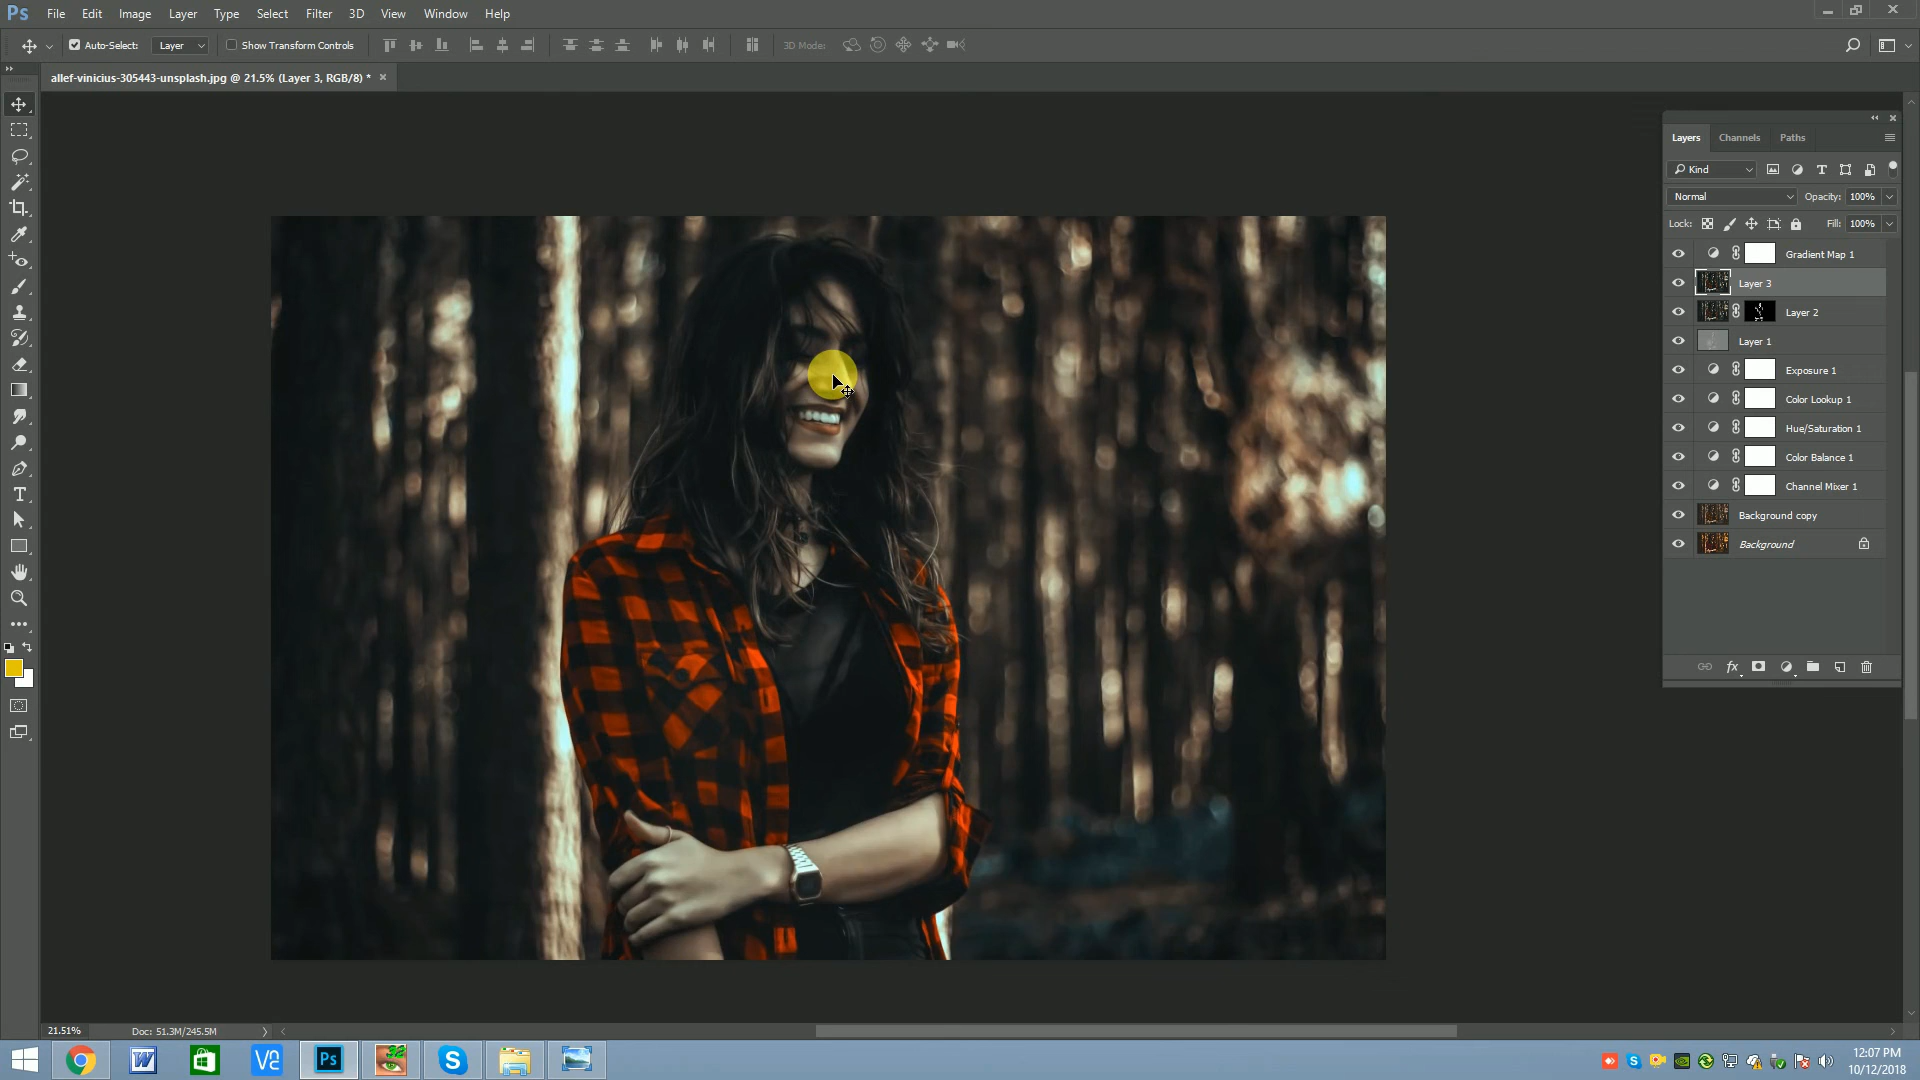 Ps File Edit Image Layer Type Select Filter 3D View Window Help
Auto-Select: Layer Show Transform Controls 3D Mode:
allef-vinicius-305443-unsplash.jpg @ 21.5% (Layer 3, RGB/8) *
Layers Channels Paths
Kind
Normal Opacity: 100%
Lock: Fill: 100%
Gradient Map 1
Layer 3
Layer 2
Layer 1
Exposure 1
Color Lookup 1
Hue/Saturation 1
Color Balance 1
Channel Mixer 1
Background copy
Background
fx
21.51% Doc: 51.3M/245.5M
Ps
12:07 PM
10/12/2018